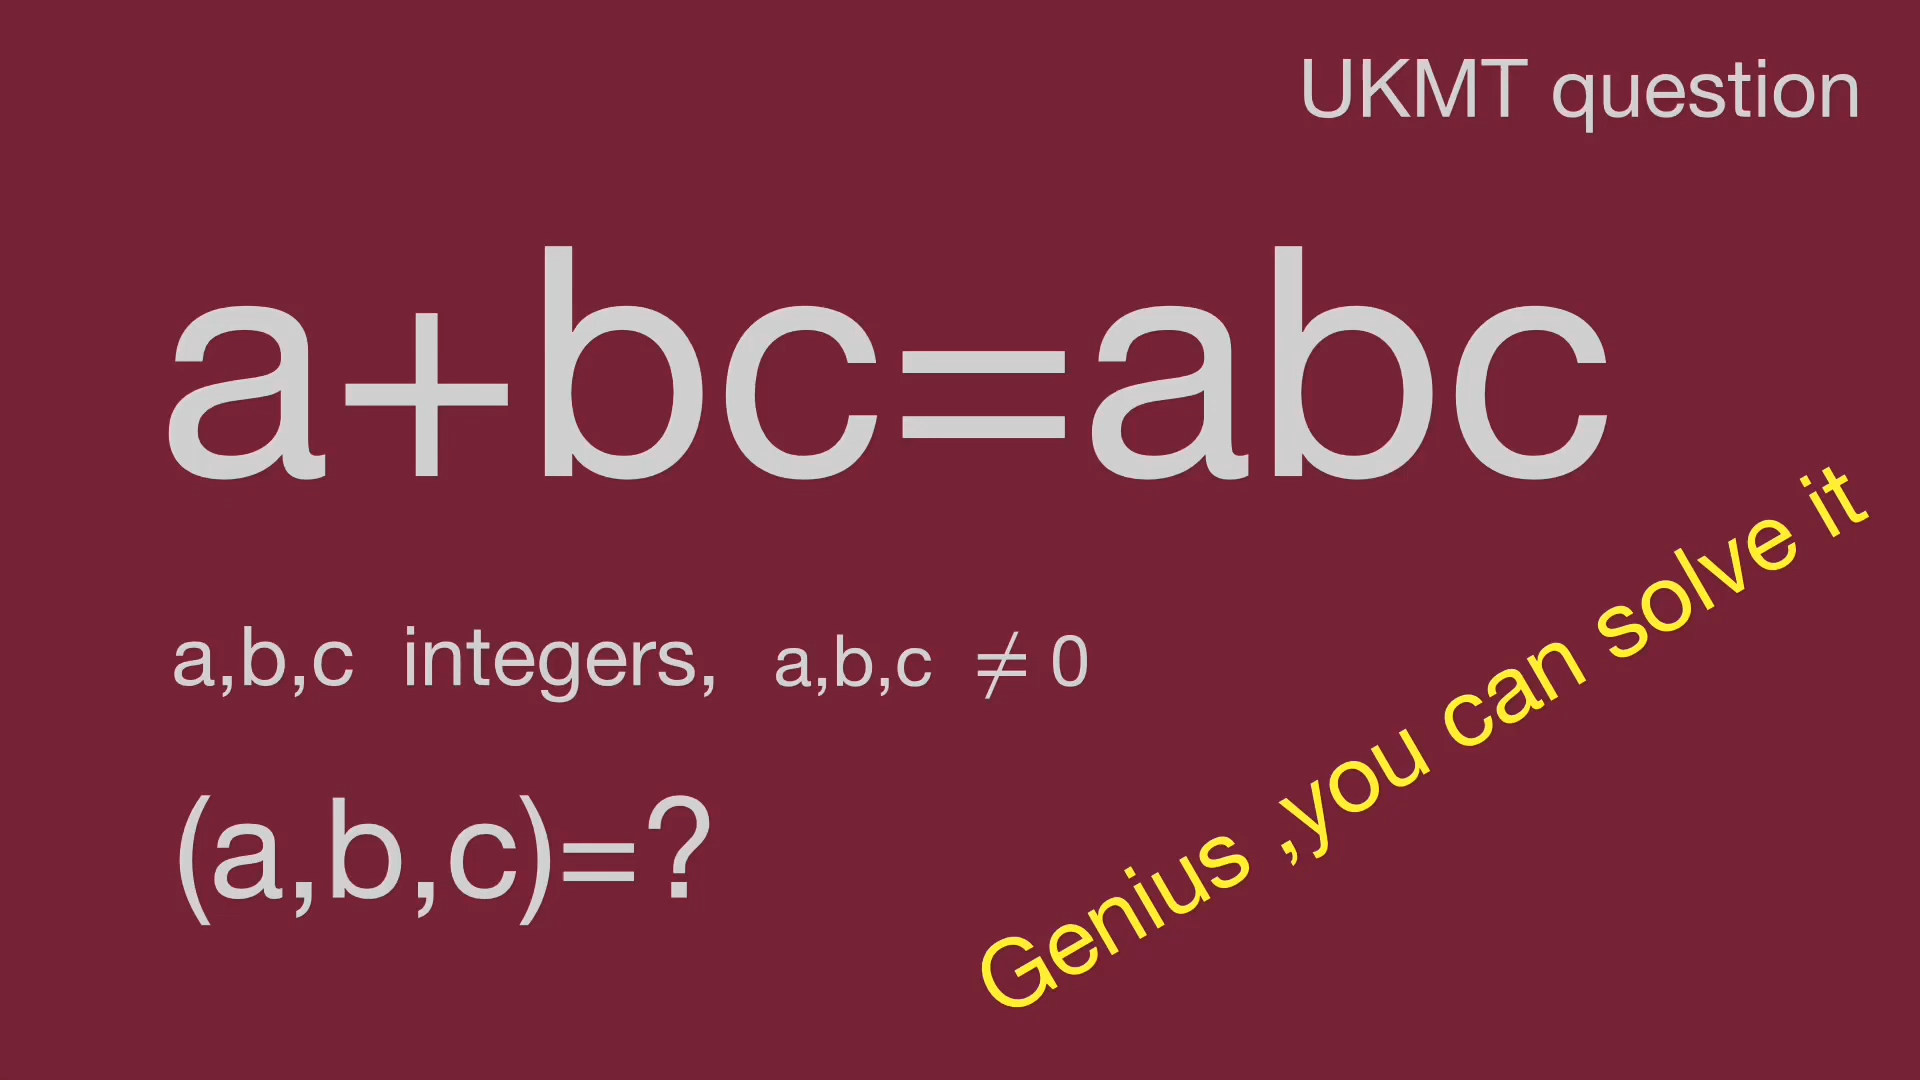 UKMT question
a+bc=abc
a,b,c integers, a,b,c ≠ 0
(a,b,c)=?
Genius ,you can solve it